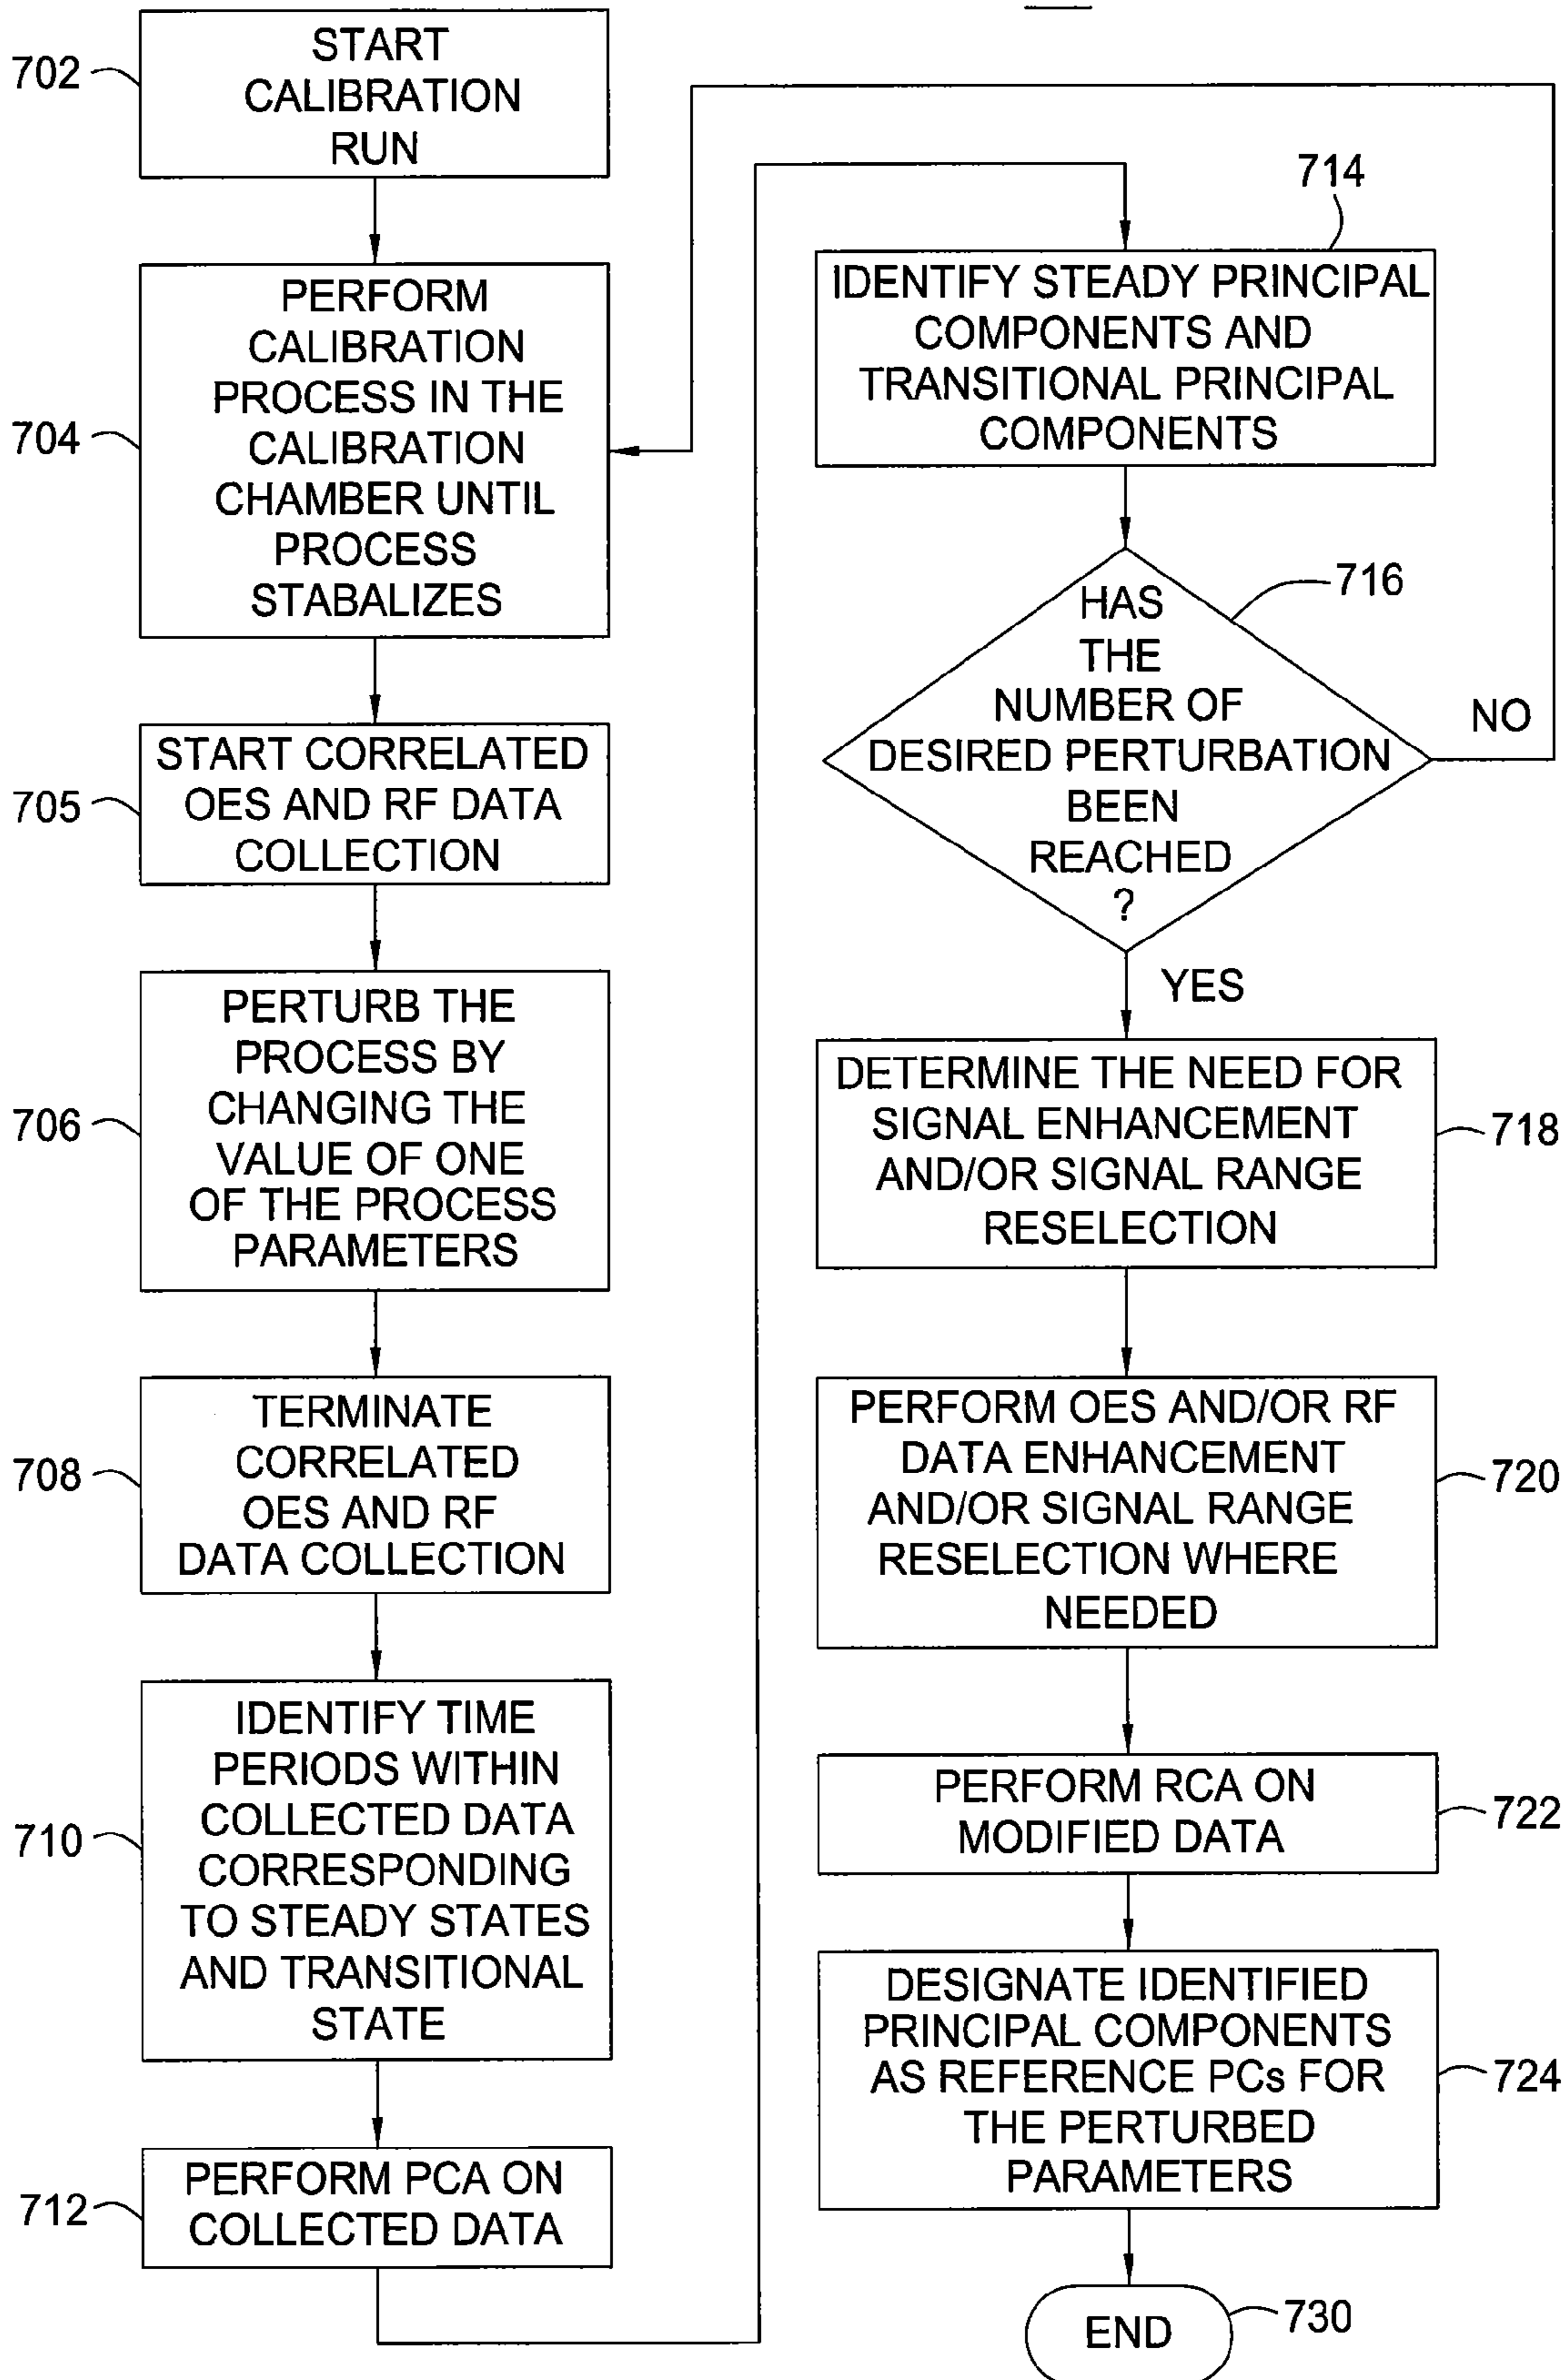 702
START
CALIBRATION
RUN
704
PERFORM
CALIBRATION
PROCESS IN THE
CALIBRATION
CHAMBER UNTIL
PROCESS
STABALIZES
705
START CORRELATED
OES AND RF DATA
COLLECTION
706
PERTURB THE
PROCESS BY
CHANGING THE
VALUE OF ONE
OF THE PROCESS
PARAMETERS
708
TERMINATE
CORRELATED
OES AND RF
DATA COLLECTION
710
IDENTIFY TIME
PERIODS WITHIN
COLLECTED DATA
CORRESPONDING
TO STEADY STATES
AND TRANSITIONAL
STATE
712
PERFORM PCA ON
COLLECTED DATA
714
IDENTIFY STEADY PRINCIPAL
COMPONENTS AND
TRANSITIONAL PRINCIPAL
COMPONENTS
716
HAS
THE
NUMBER OF
DESIRED PERTURBATION
BEEN
REACHED
?
NO
YES
DETERMINE THE NEED FOR
SIGNAL ENHANCEMENT
AND/OR SIGNAL RANGE
RESELECTION
718
PERFORM OES AND/OR RF
DATA ENHANCEMENT
AND/OR SIGNAL RANGE
RESELECTION WHERE
NEEDED
720
PERFORM RCA ON
MODIFIED DATA
722
DESIGNATE IDENTIFIED
PRINCIPAL COMPONENTS
AS REFERENCE PCs FOR
THE PERTURBED
PARAMETERS
724
END
730